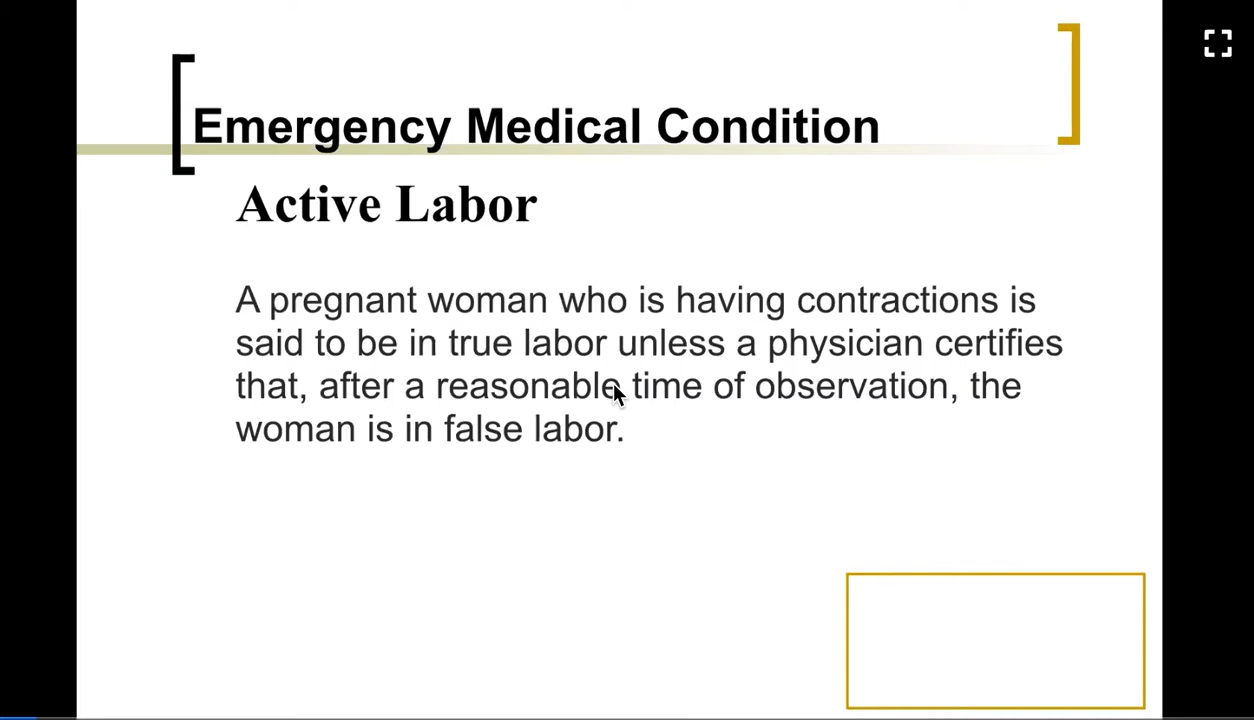 Emergency Medical Condition
Active Labor
A pregnant woman who is having contractions is
said to be in true labor unless a physician certifies
that, after a reasonable time of observation, the
woman is in false labor.